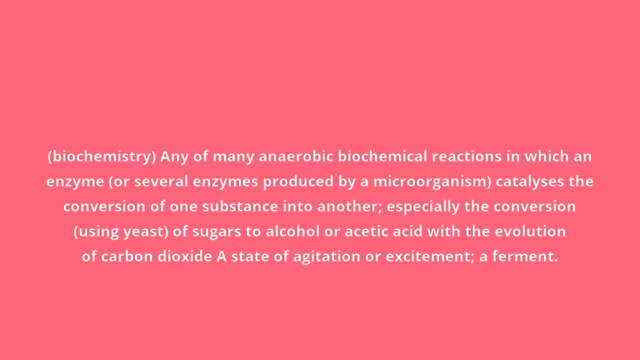 (biochemistry) Any of many anaerobic biochemical reactions in which an
enzyme (or several enzymes produced by a microorganism) catalyses the
conversion of one substance into another; especially the conversion
(using yeast) of sugars to alcohol or acetic acid with the evolution
of carbon dioxide A state of agitation or excitement; a ferment.